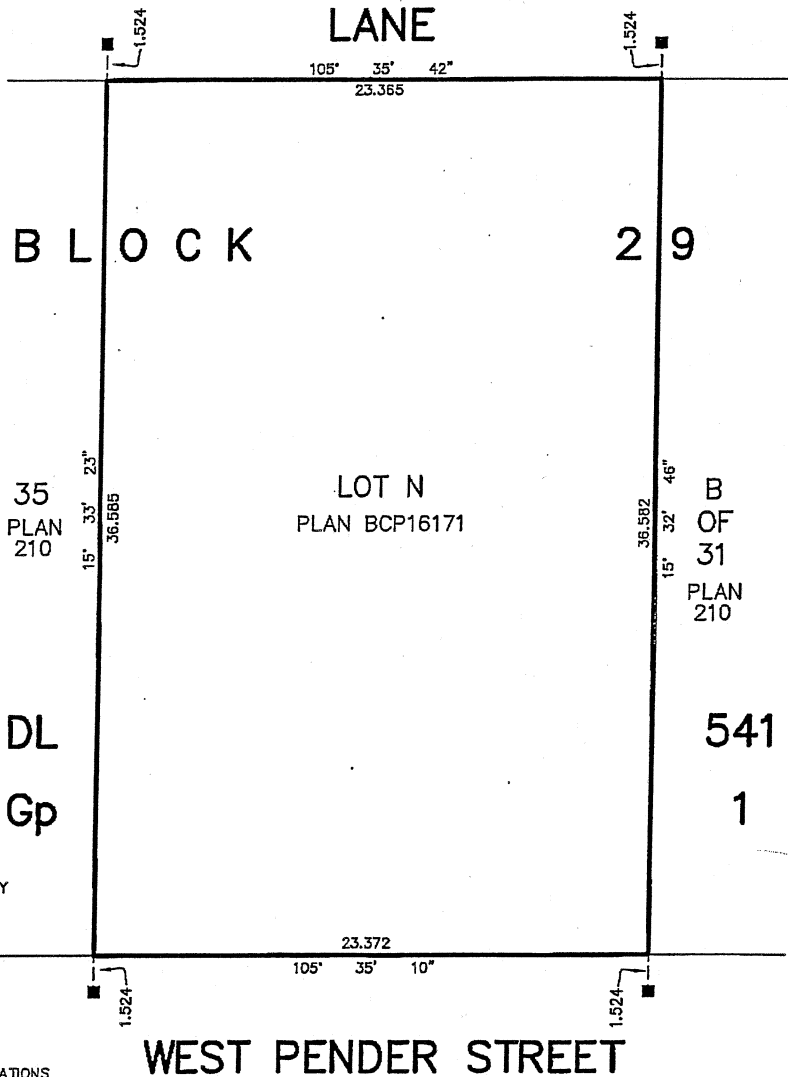 LANE
1.524
1.524
105° 35' 42"
23.365
BLOCK 29
35
PLAN
210
15° 33' 23"
36.585
LOT N
PLAN BCP16171
36.582
15° 32' 46"
B
OF
31
PLAN
210
DL 541
Gp 1
Y
23.372
105° 35' 10"
1.524
1.524
WEST PENDER STREET
ATIONS